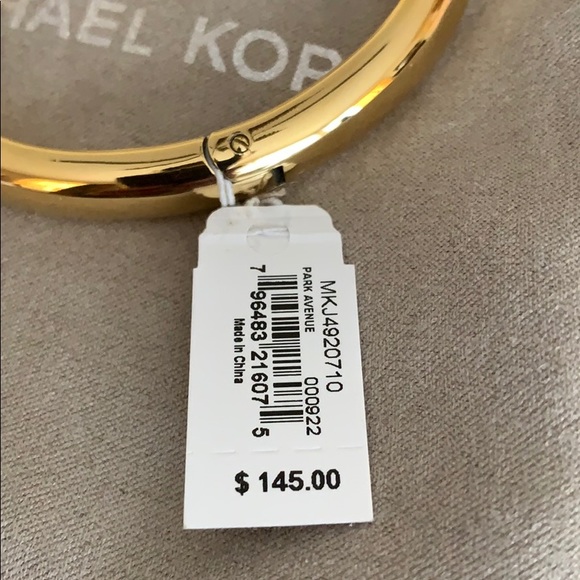 HAEL KOR
MKJ4920710
PARK AVENUE 000922
7 96483 21607 5
Made In China
$ 145.00